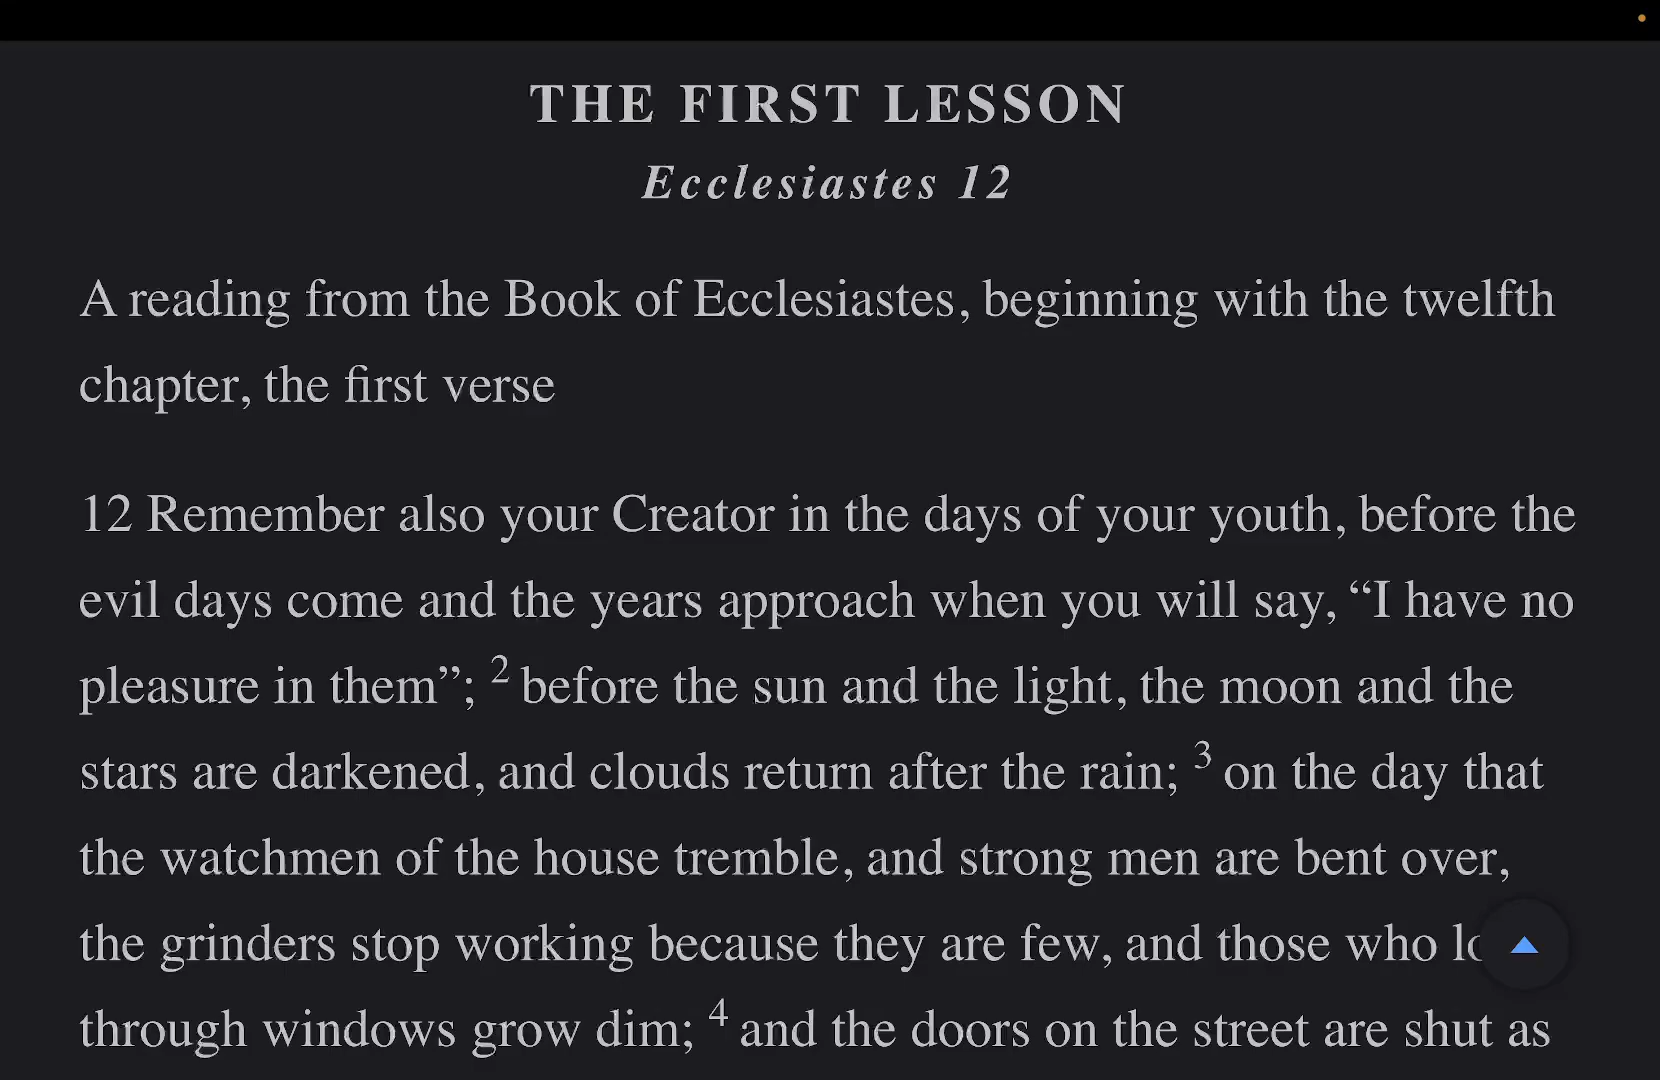 THE FIRST LESSON
Ecclesiastes 12
A reading from the Book of Ecclesiastes, beginning with the twelfth
chapter, the first verse
12 Remember also your Creator in the days of your youth, before the
evil days come and the years approach when you will say, “I have no
pleasure in them”; 2 before the sun and the light, the moon and the
stars are darkened, and clouds return after the rain; 3 on the day that
the watchmen of the house tremble, and strong men are bent over,
the grinders stop working because they are few, and those who
through windows grow dim; 4 and the doors on the street are shut as